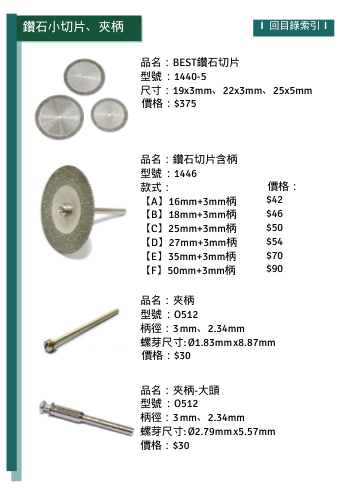 鑽石小切片、夾柄
回目錄索引
品名：BEST鑽石切片
型號：1440-5
尺寸：19x3mm、22x3mm、25x5mm
價格：$375
品名：鑽石切片含柄
型號：1446
款式： 價格：
【A】16mm+3mm柄 $42
【B】18mm+3mm柄 $46
【C】25mm+3mm柄 $50
【D】27mm+3mm柄 $54
【E】35mm+3mm柄 $70
【F】50mm+3mm柄 $90
品名：夾柄
型號：O512
柄徑：3mm、2.34mm
螺芽尺寸:Ø1.83mmx8.87mm
價格：$30
品名：夾柄-大頭
型號：O512
柄徑：3mm、2.34mm
螺芽尺寸:Ø2.79mmx5.57mm
價格：$30